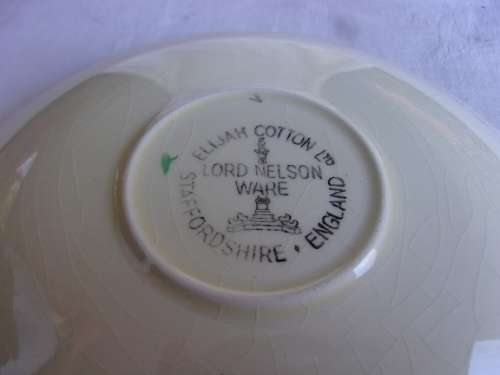 ELIJAH COTTON LTD
LORD NELSON
WARE
STAFFORDSHIRE • ENGLAND